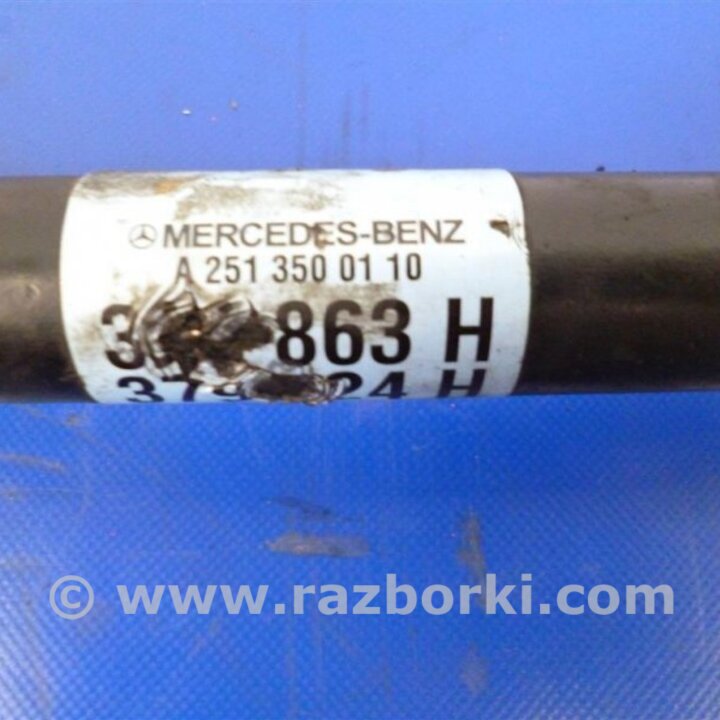 MERCEDES-BENZ
A 251 350 01 10
863 H
H
© www.razborki.com